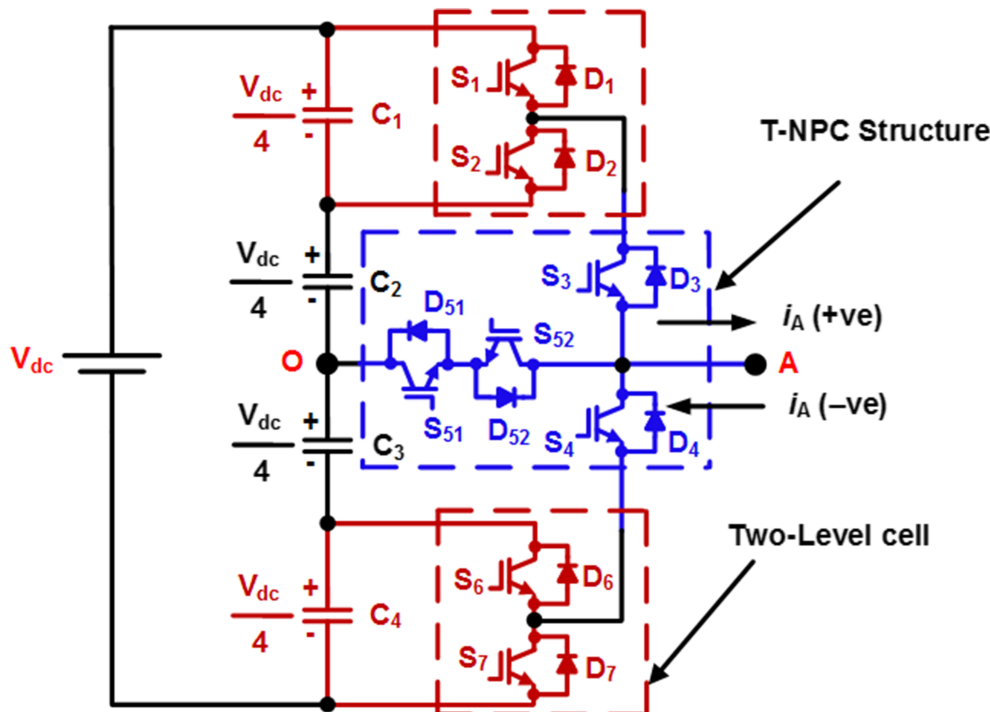 S1
D1
Vdc
4
+
-
C1
S2
D2
T-NPC Structure
Vdc
4
+
-
C2
S3
D3
D51
S52
iA (+ve)
Vdc
O
A
S51
D52
S4
D4
iA (–ve)
Vdc
4
+
-
C3
Two-Level cell
S6
D6
Vdc
4
+
-
C4
S7
D7